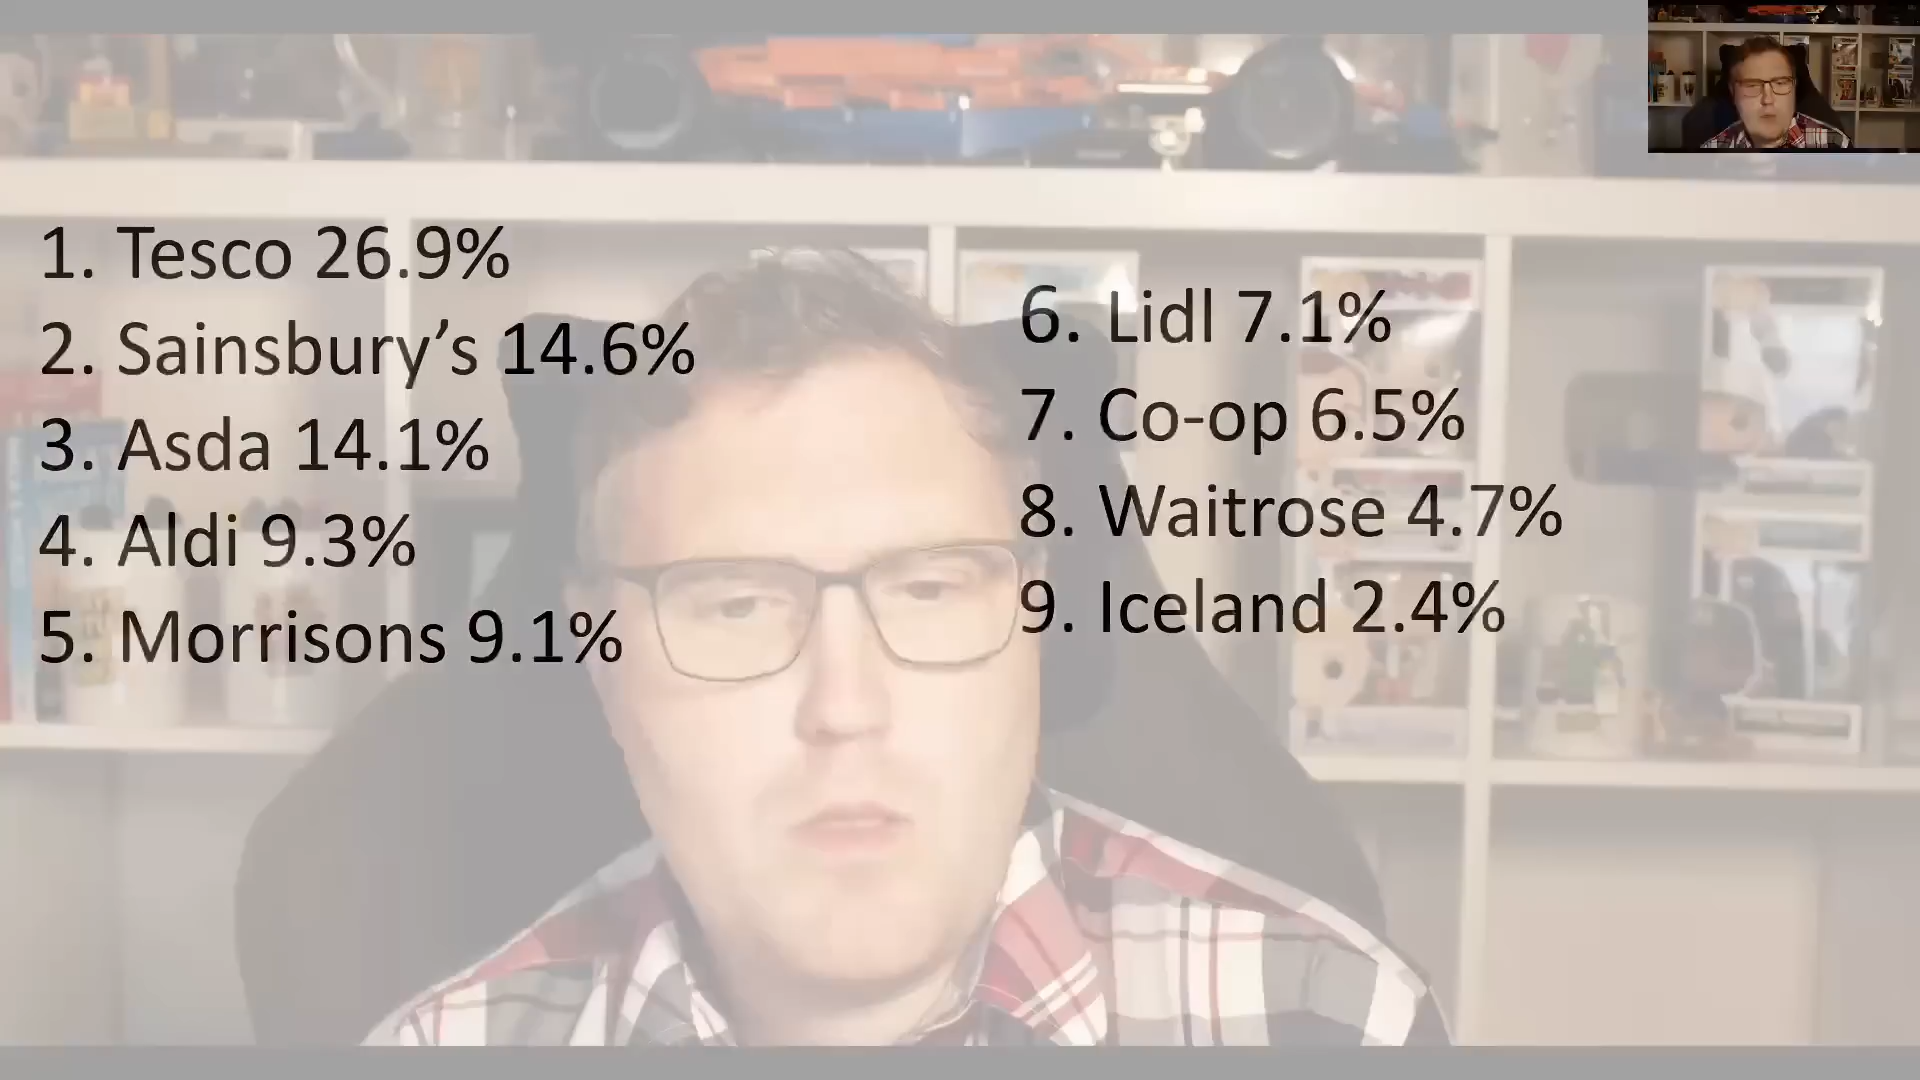 1. Tesco 26.9%
2. Sainsbury’s 14.6%
3. Asda 14.1%
4. Aldi 9.3%
5. Morrisons 9.1%
6. Lidl 7.1%
7. Co-op 6.5%
8. Waitrose 4.7%
9. Iceland 2.4%